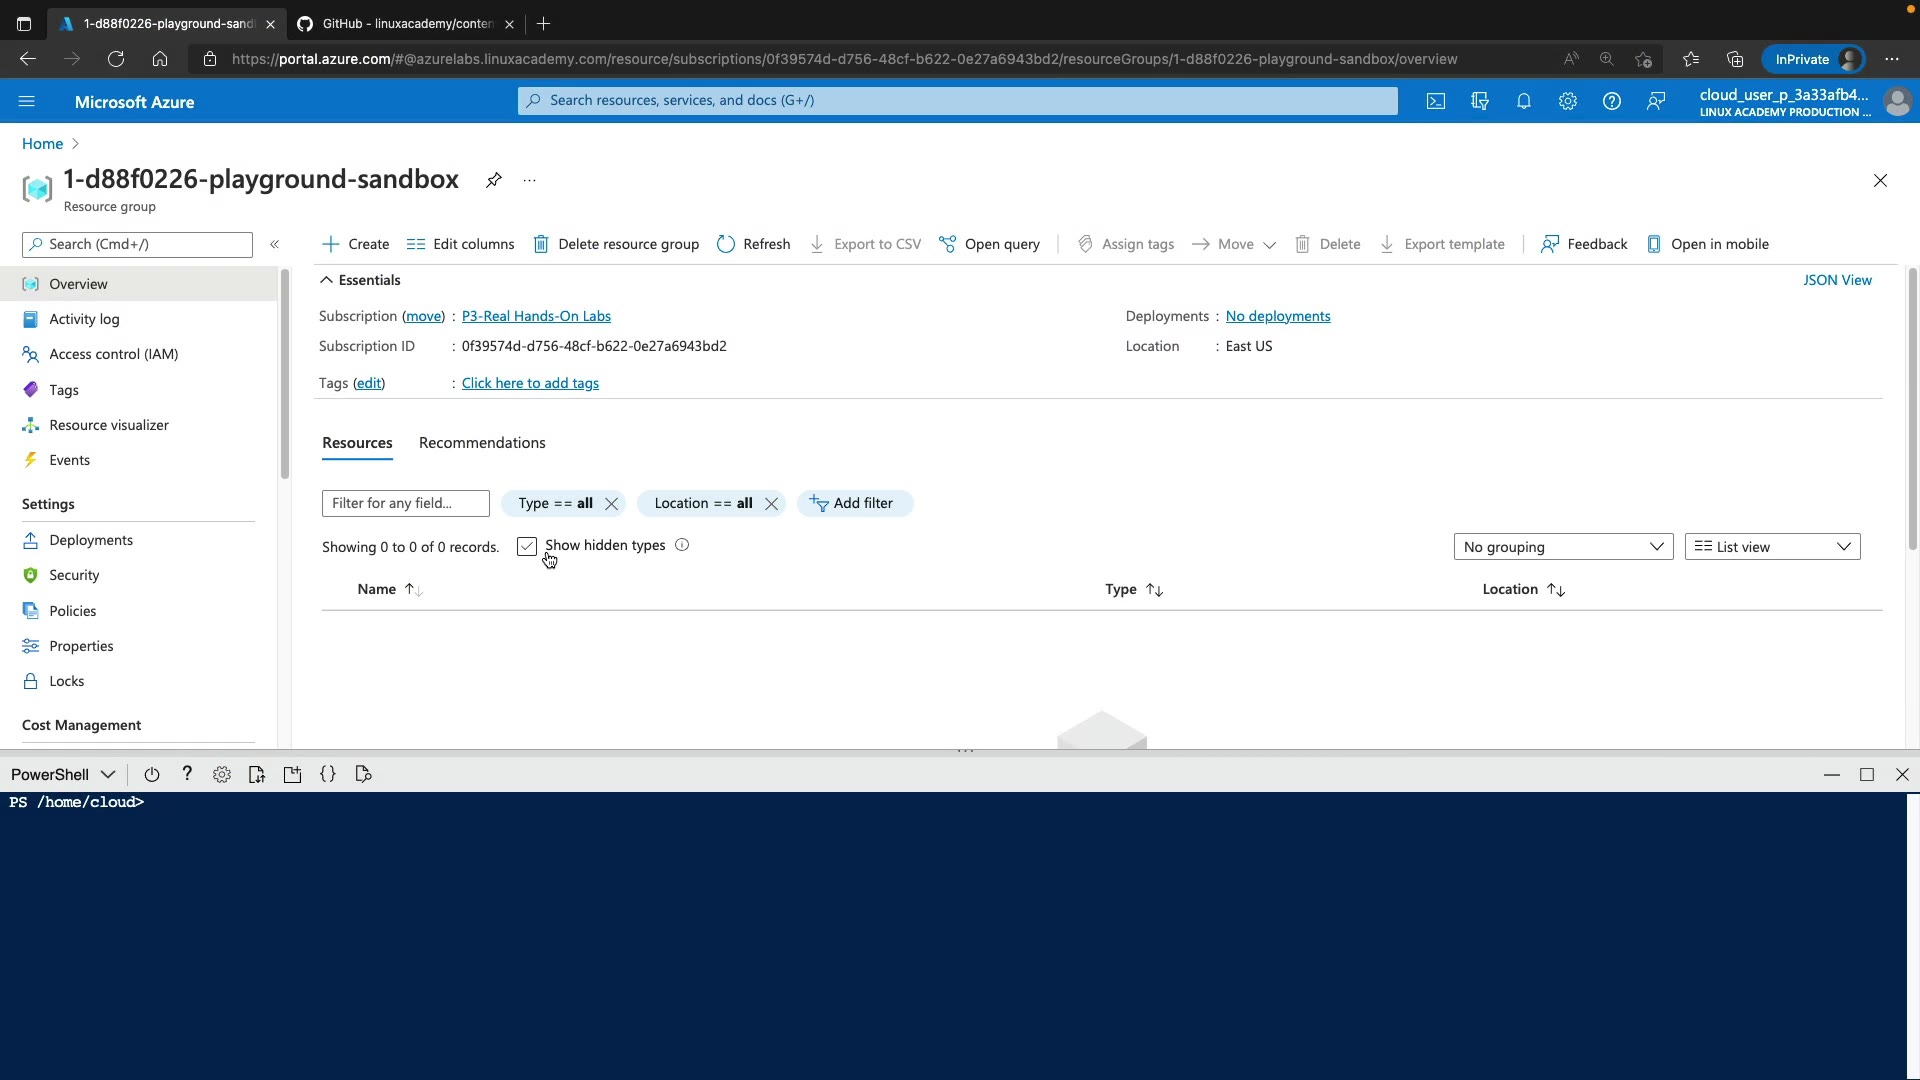 1-d88f0226-playground-sand
GitHub - linuxacademy/conten
https://portal.azure.com/#@azurelabs.linuxacademy.com/resource/subscriptions/0f39574d-d756-48cf-b622-0e27a6943bd2/resourceGroups/1-d88f0226-playground-sandbox/overview
InPrivate
Microsoft Azure
Search resources, services, and docs (G+/)
cloud_user_p_3a33afb4...
LINUX ACADEMY PRODUCTION ...
Home >
1-d88f0226-playground-sandbox
...
Resource group
Search (Cmd+/)
«
Create
Edit columns
Delete resource group
Refresh
Export to CSV
Open query
Assign tags
Move
Delete
Export template
Feedback
Open in mobile
Overview
Activity log
Access control (IAM)
Tags
Resource visualizer
Events
Settings
Deployments
Security
Policies
Properties
Locks
Cost Management
Essentials
JSON View
Subscription (move) : P3-Real Hands-On Labs
Deployments : No deployments
Subscription ID : 0f39574d-d756-48cf-b622-0e27a6943bd2
Location : East US
Tags (edit) : Click here to add tags
Resources
Recommendations
Filter for any field...
Type == all
Location == all
Add filter
Showing 0 to 0 of 0 records.
Show hidden types
No grouping
List view
Name ↑↓
Type ↑↓
Location ↑↓
PowerShell
?
{}
PS /home/cloud>